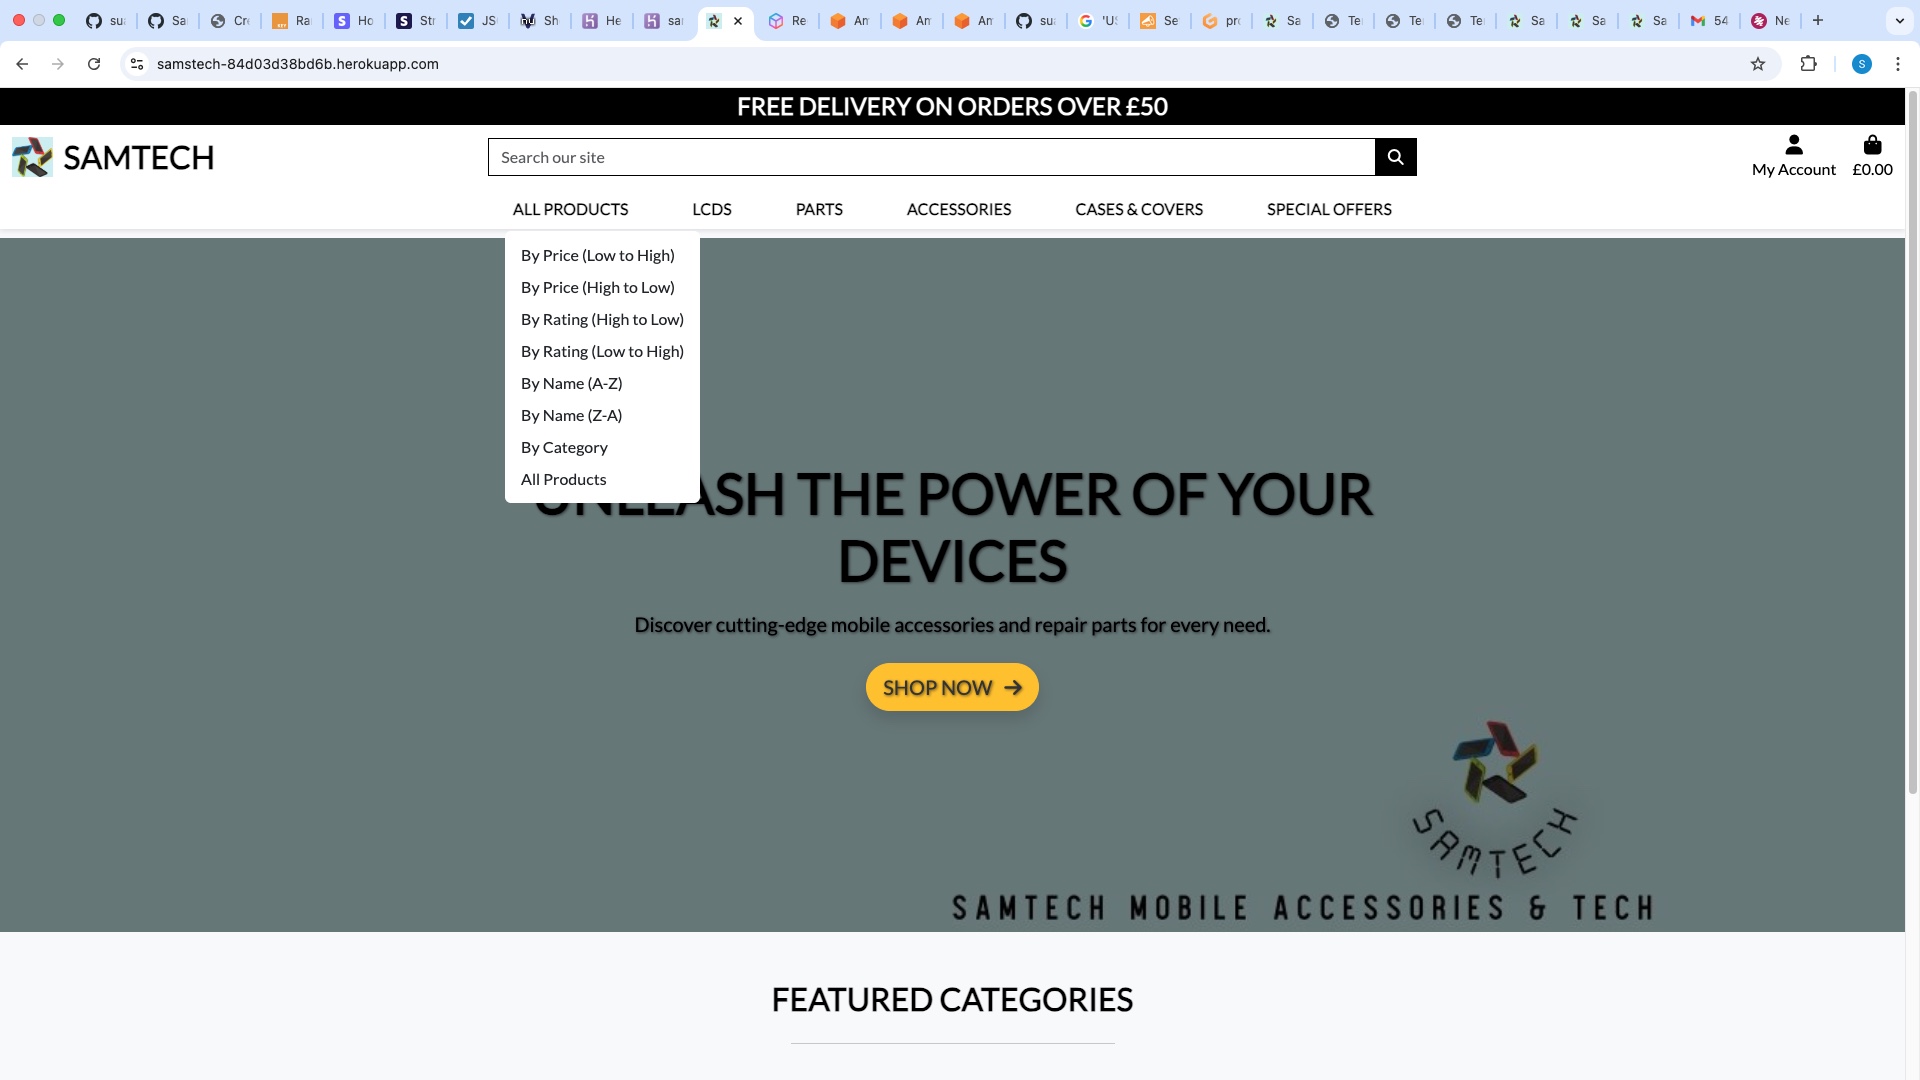 su
Sa
Cr
Ra
Ho
Str
JS
Sh
He
sa
Re
An
An
An
su
'U
Se
pr
Sa
Te
Te
Te
Sa
Sa
Sa
54
Ne
samstech-84d03d38bd6b.herokuapp.com
S
FREE DELIVERY ON ORDERS OVER £50
SAMTECH
Search our site
My Account
£0.00
ALL PRODUCTS
LCDS
PARTS
ACCESSORIES
CASES & COVERS
SPECIAL OFFERS
By Price (Low to High)
By Price (High to Low)
By Rating (High to Low)
By Rating (Low to High)
By Name (A-Z)
By Name (Z-A)
By Category
All Products
UNLEASH THE POWER OF YOUR
DEVICES
Discover cutting-edge mobile accessories and repair parts for every need.
SHOP NOW
SAMTECH
SAMTECH MOBILE ACCESSORIES & TECH
FEATURED CATEGORIES